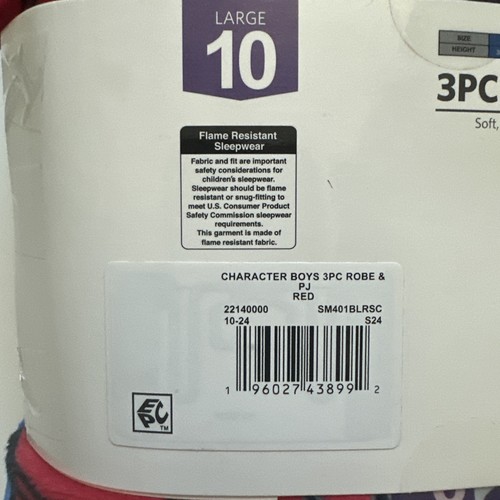 LARGE
10
SIZE
HEIGHT
3PC
Soft,
Flame Resistant
Sleepwear
Fabric and fit are important
safety considerations for
children's sleepwear.
Sleepwear should be flame
resistant or snug-fitting to
meet U.S. Consumer Product
Safety Commission sleepwear
requirements.
This garment is made of
flame resistant fabric.
CHARACTER BOYS 3PC ROBE &
PJ
RED
22140000 SM401BLRSC
10-24 S24
1 96027 43899 2
EPC TM